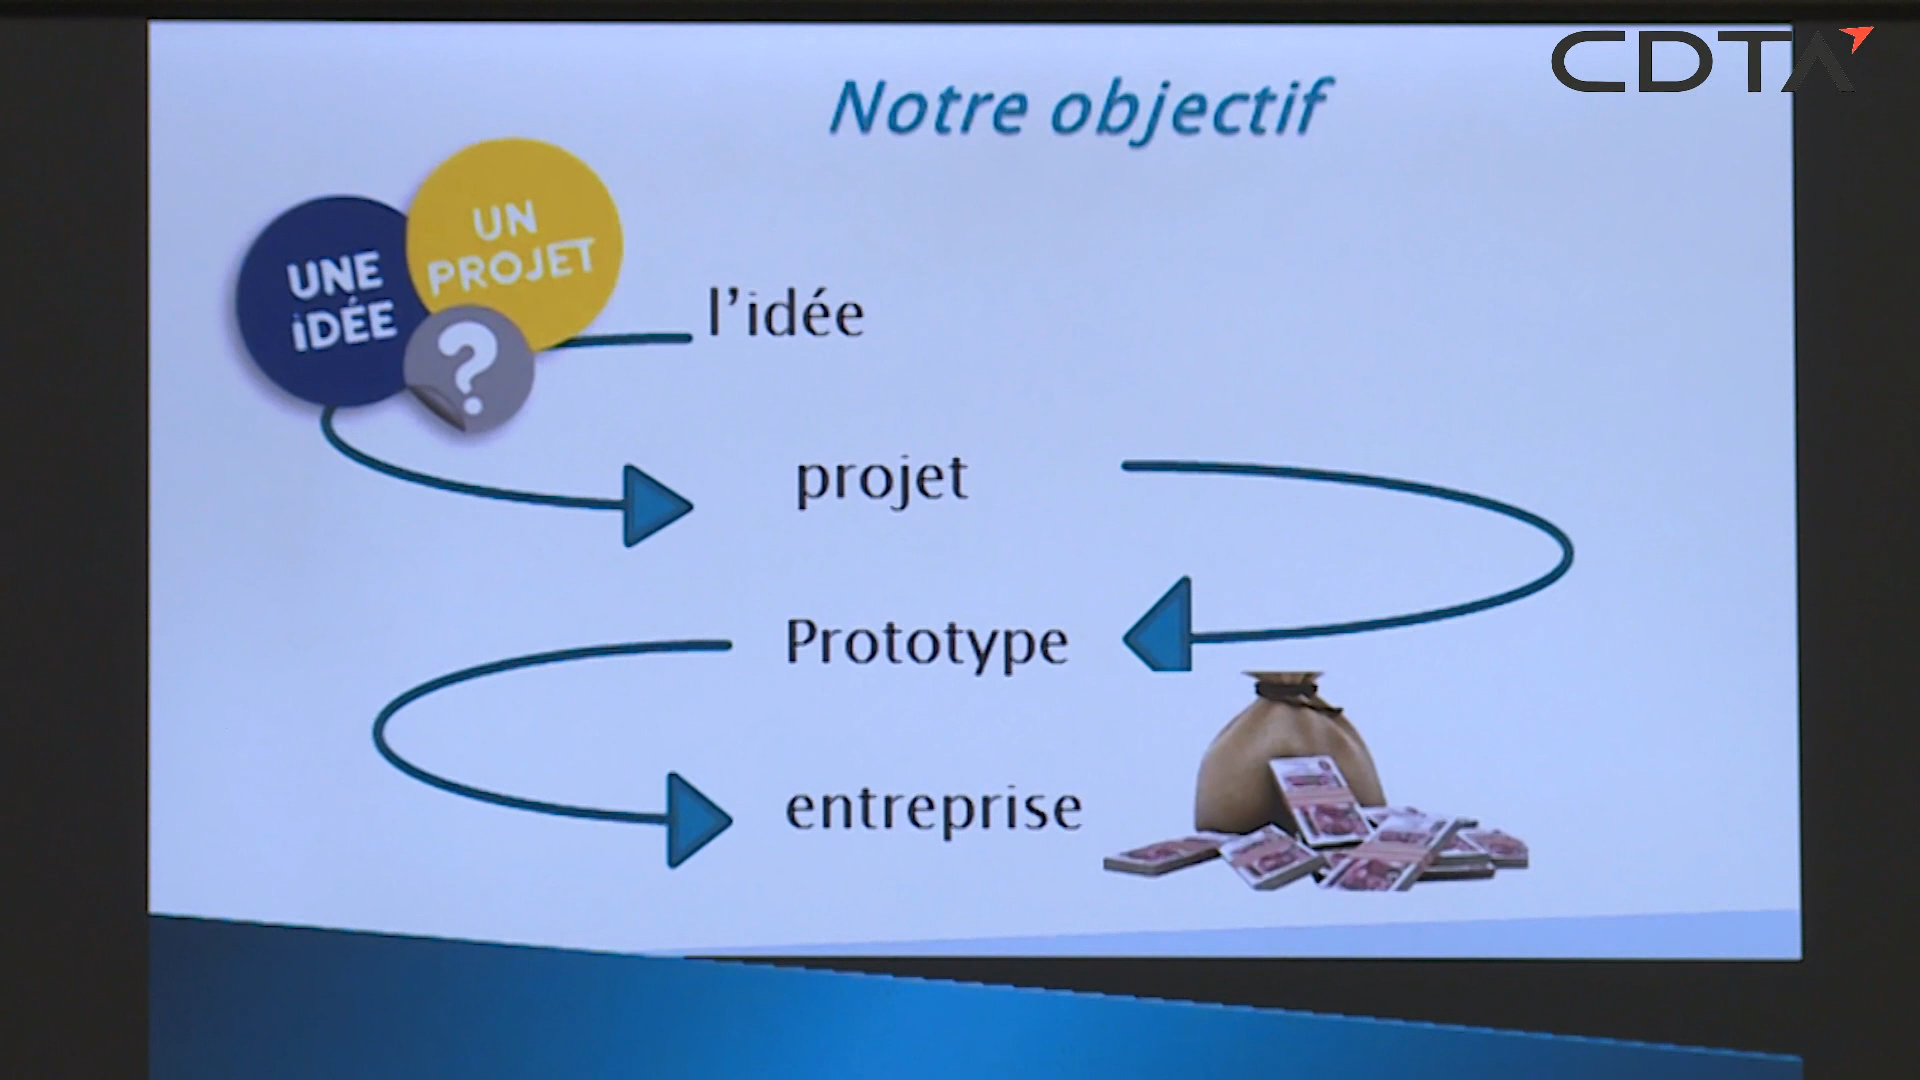 CDTA
Notre objectif
UN
PROJET
UNE
iDÉE
?
l'idée
projet
Prototype
entreprise